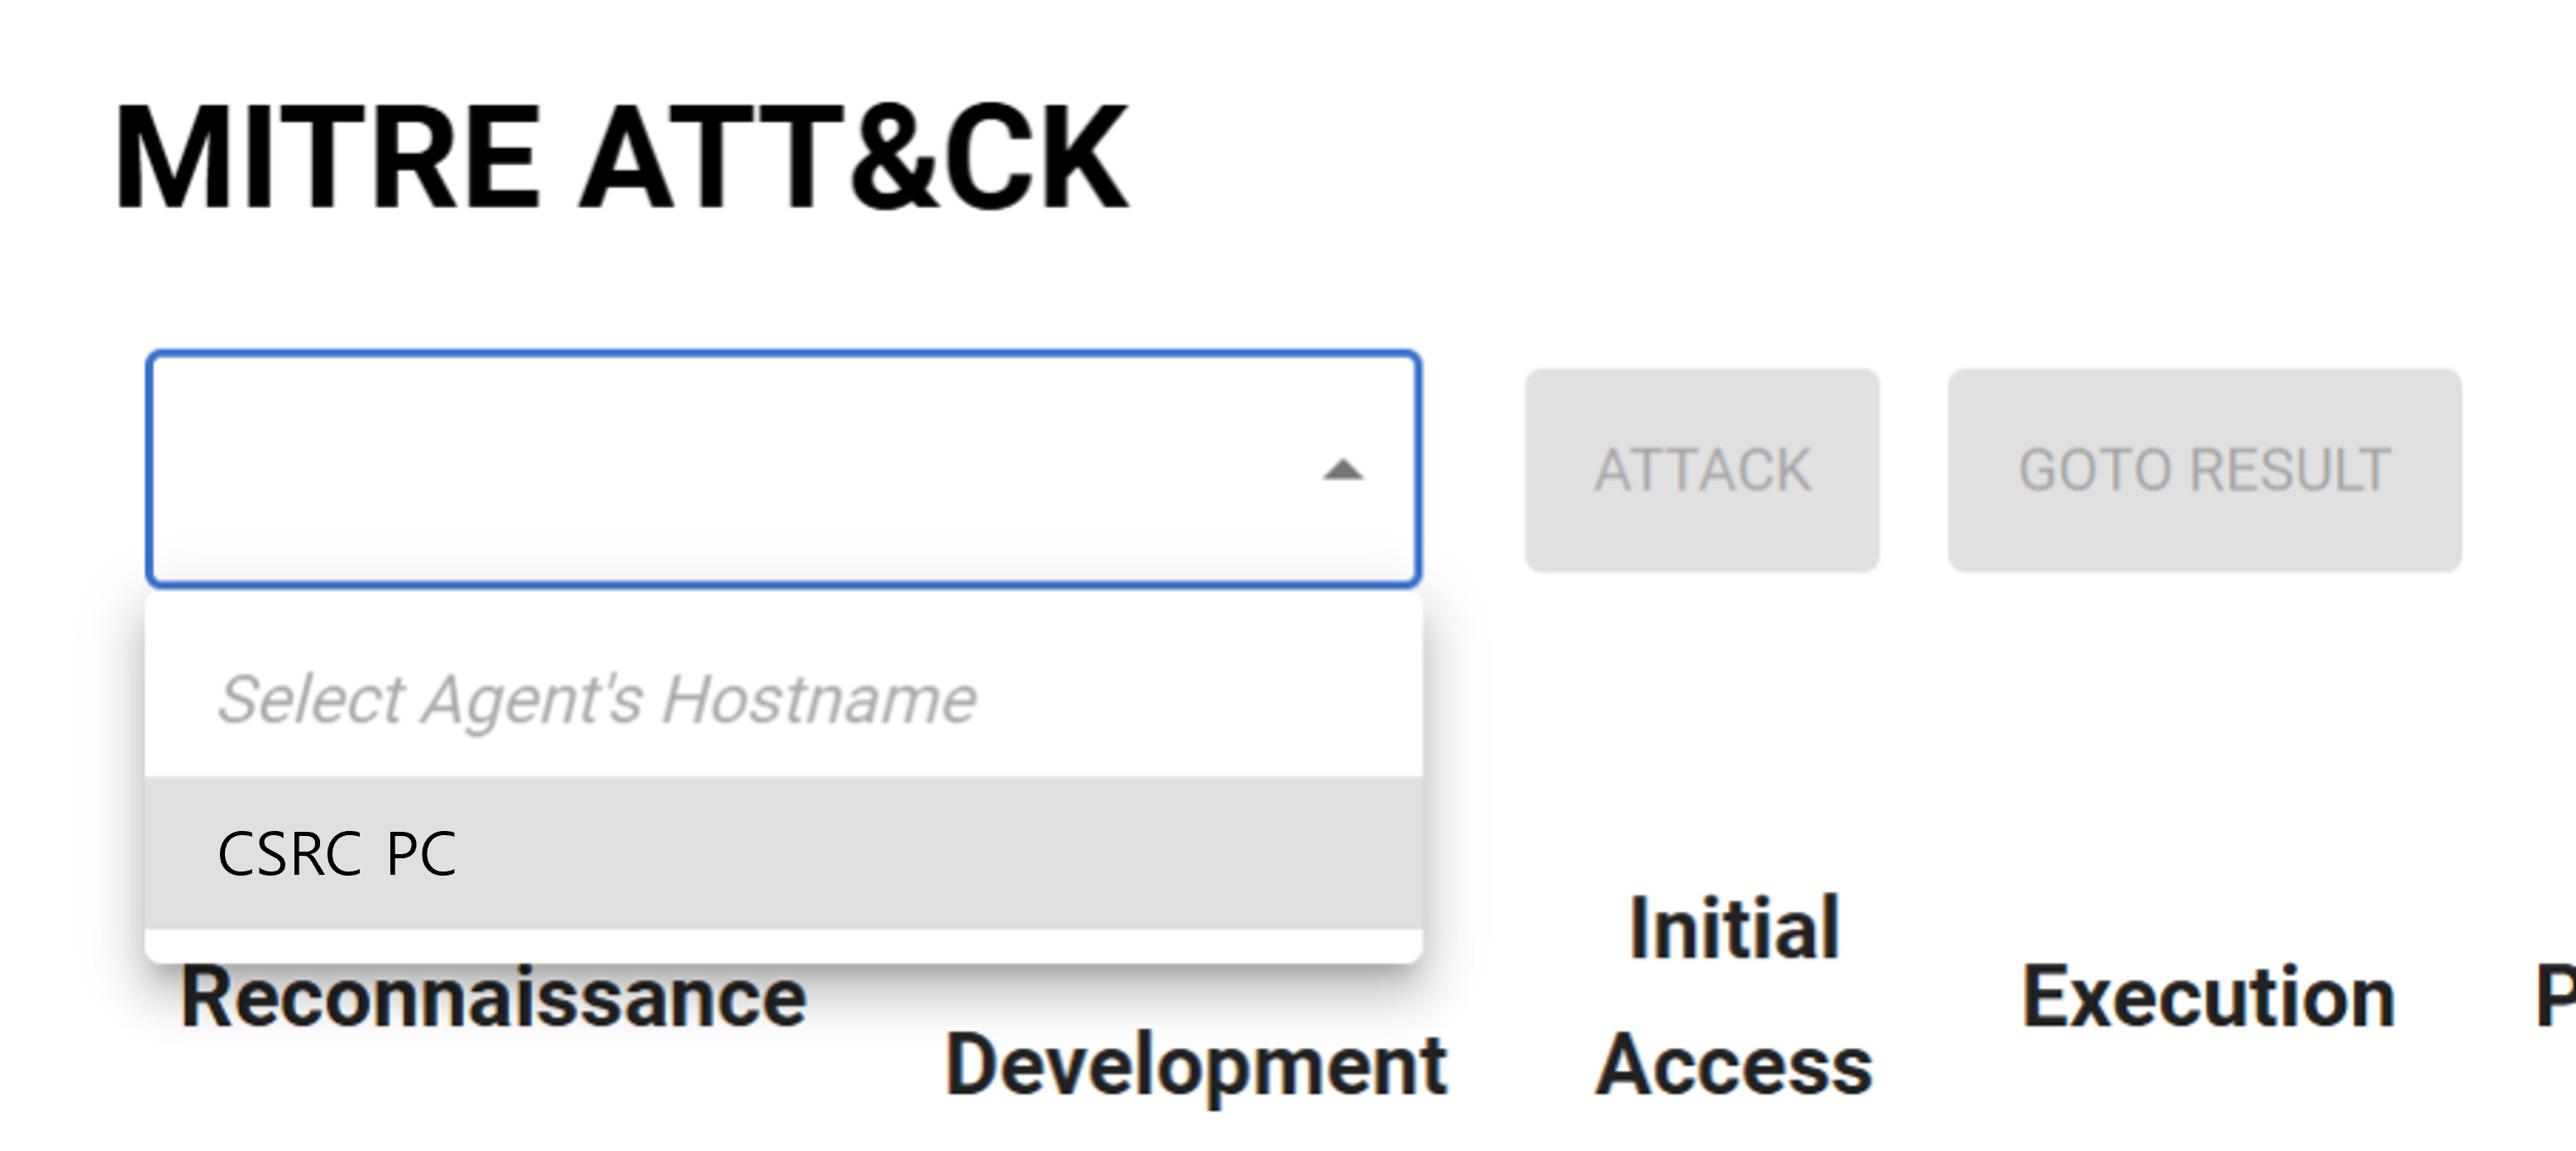 MITRE ATT&CK
ATTACK
GOTO RESULT
Select Agent's Hostname
CSRC PC
Reconnaissance
Development
Initial
Access
Execution
P